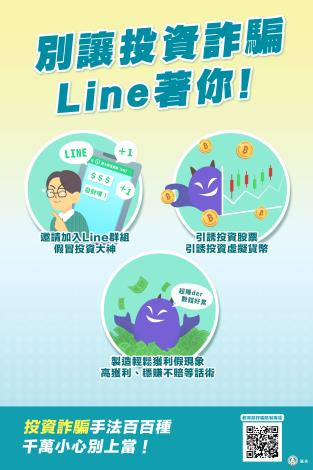 別讓投資詐騙
Line著你!
LINE
+1
$$$
發財囉!
+1
邀請加入Line群組
假冒投資大神
引誘投資股票
引誘投資虛擬貨幣
超賺der
數錢好累
製造輕鬆獲利假現象
高獲利、穩賺不賠等話術
投資詐騙手法百百種
千萬小心別上當!